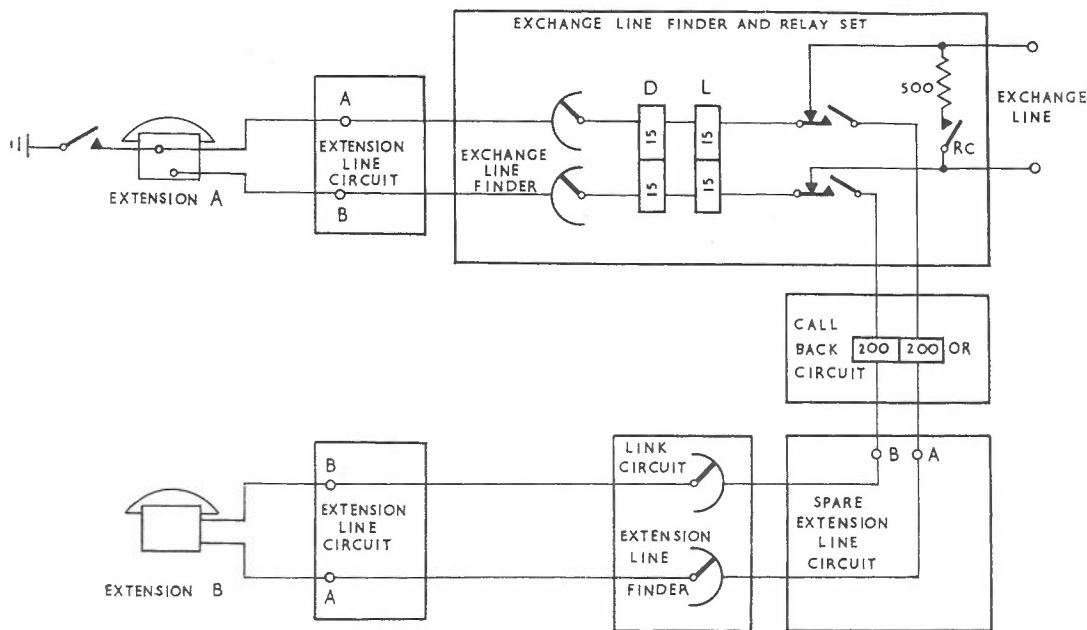 EXCHANGE LINE FINDER AND RELAY SET
A
EXTENSION
LINE
CIRCUIT
B
EXTENSION A
EXCHANGE
LINE
FINDER
D
L
15
15
15
15
500
RC
EXCHANGE
LINE
CALL
BACK
CIRCUIT
200
200
OR
B
A
SPARE
EXTENSION
LINE
CIRCUIT
LINK
CIRCUIT
EXTENSION
LINE
FINDER
B
EXTENSION
LINE
CIRCUIT
A
EXTENSION B